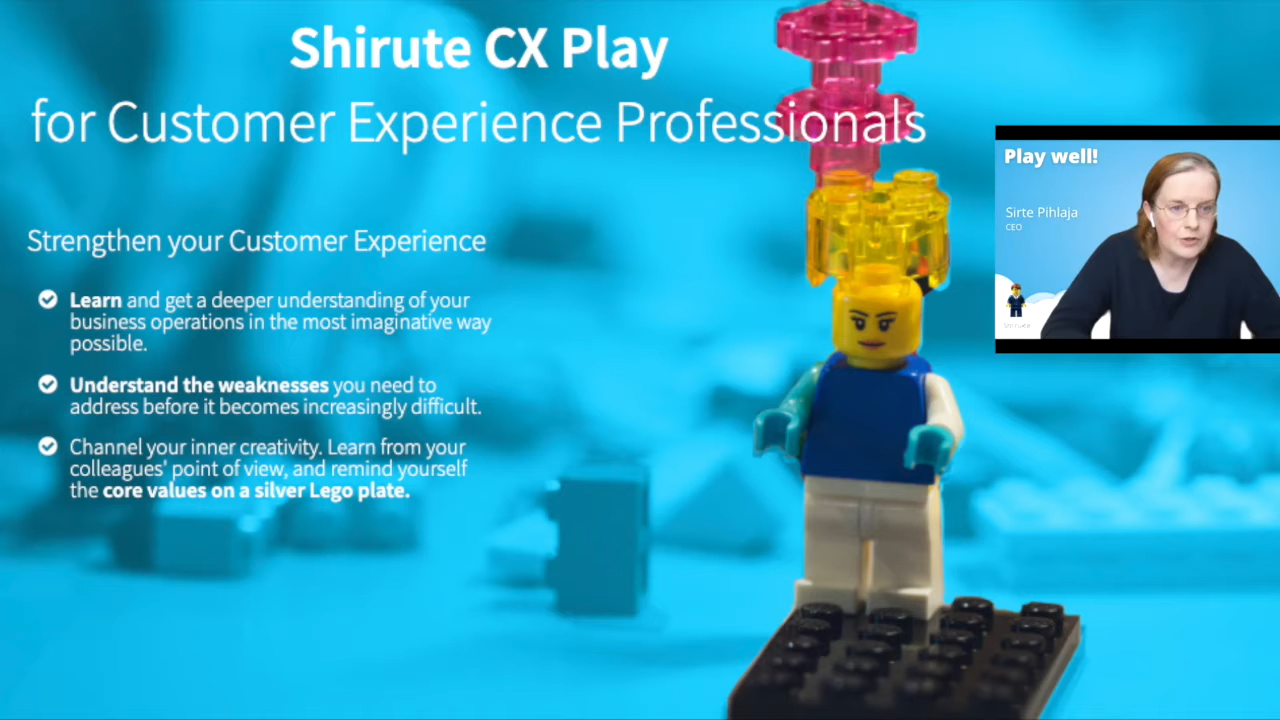 Shirute CX Play
for Customer Experience Professionals
Play well!
Sirte Pihlaja
CEO
Shirute
Strengthen your Customer Experience
Learn and get a deeper understanding of your
business operations in the most imaginative way
possible.
Understand the weaknesses you need to
address before it becomes increasingly difficult.
Channel your inner creativity. Learn from your
colleagues' point of view, and remind yourself
the core values on a silver Lego plate.